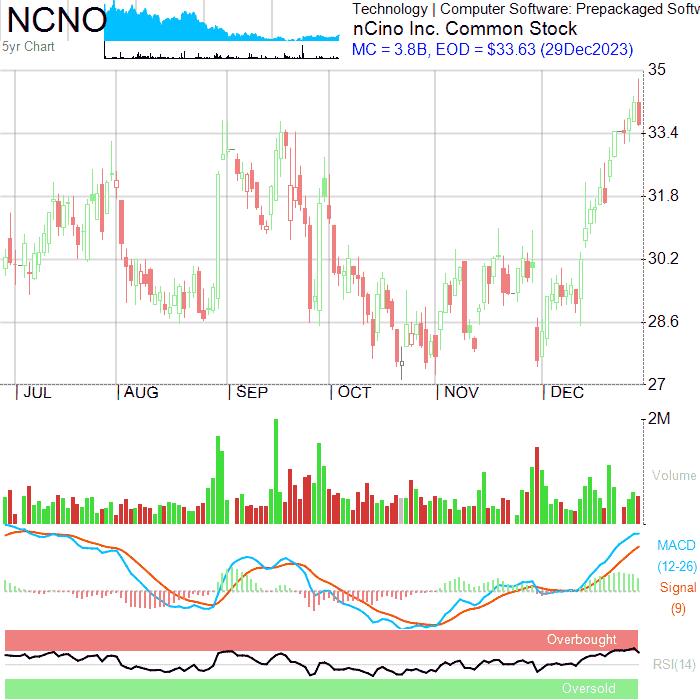 NCNO
5yr Chart
Technology | Computer Software: Prepackaged Softw
nCino Inc. Common Stock
MC = 3.8B, EOD = $33.63 (29Dec2023)
35
33.4
31.8
30.2
28.6
27
JUL AUG SEP OCT NOV DEC
2M
Volume
MACD
(12-26)
Signal
(9)
Overbought
RSI(14)
Oversold